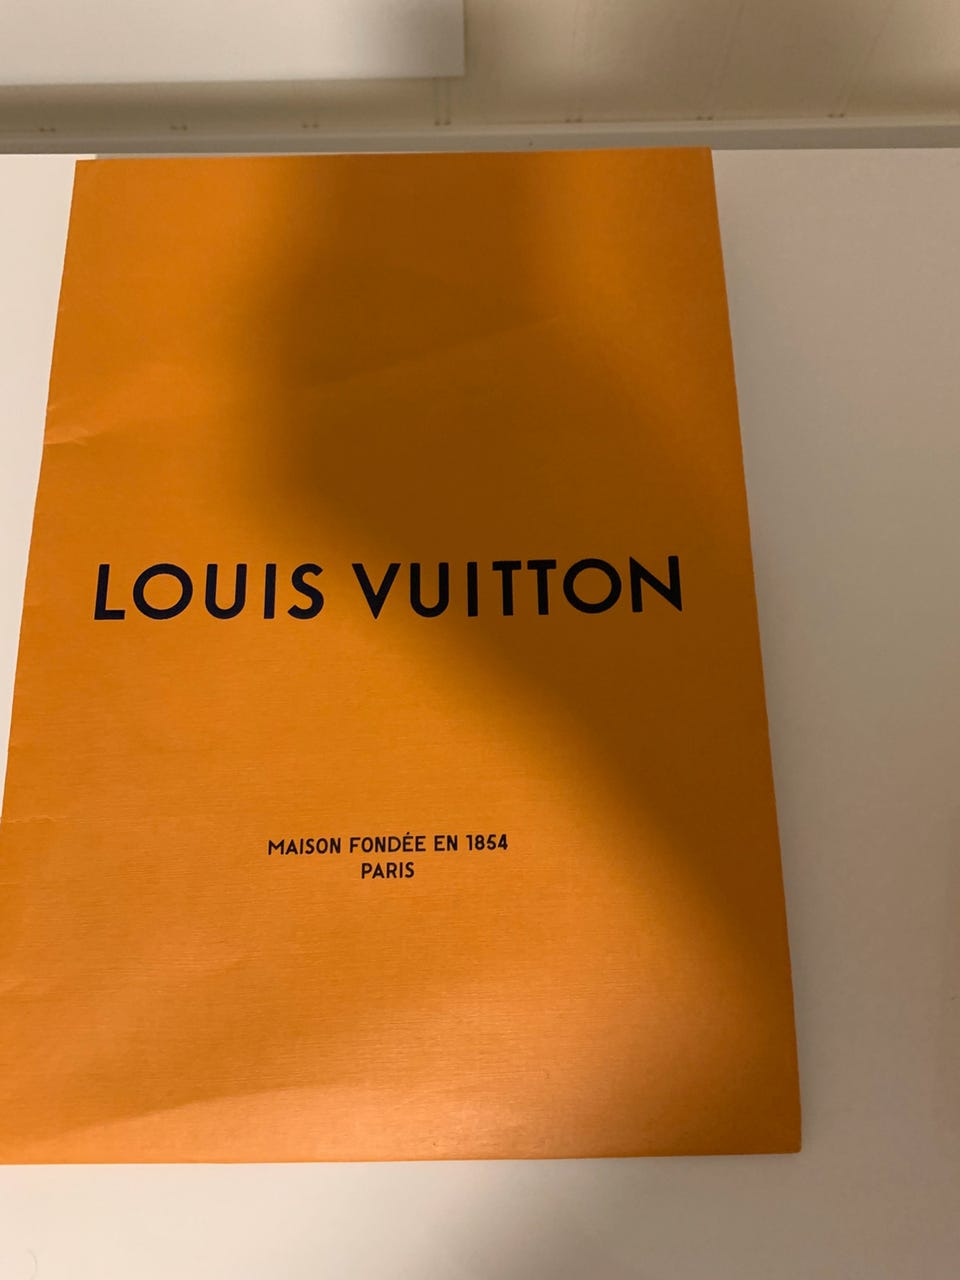 LOUIS VUITTON
MAISON FONDÉE EN 1854
PARIS